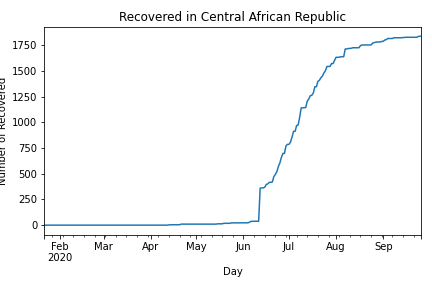 Recovered in Central African Republic
Number of Recovered
1750
1500
1250
1000
750
500
250
0
Feb Mar Apr May Jun Jul Aug Sep
2020
Day